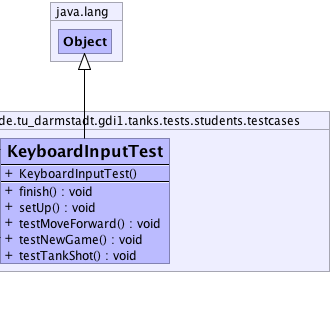 java.lang
Object
de.tu_darmstadt.gdi1.tanks.tests.students.testcases
KeyboardInputTest
+ KeyboardInputTest()
+ finish() : void
+ setUp() : void
+ testMoveForward() : void
+ testNewGame() : void
+ testTankShot() : void